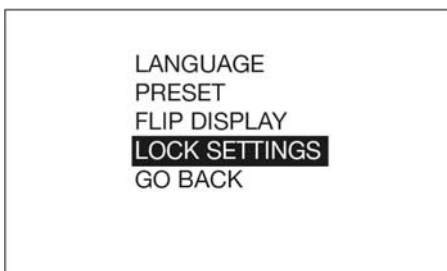 LANGUAGE
PRESET
FLIP DISPLAY
LOCK SETTINGS
GO BACK